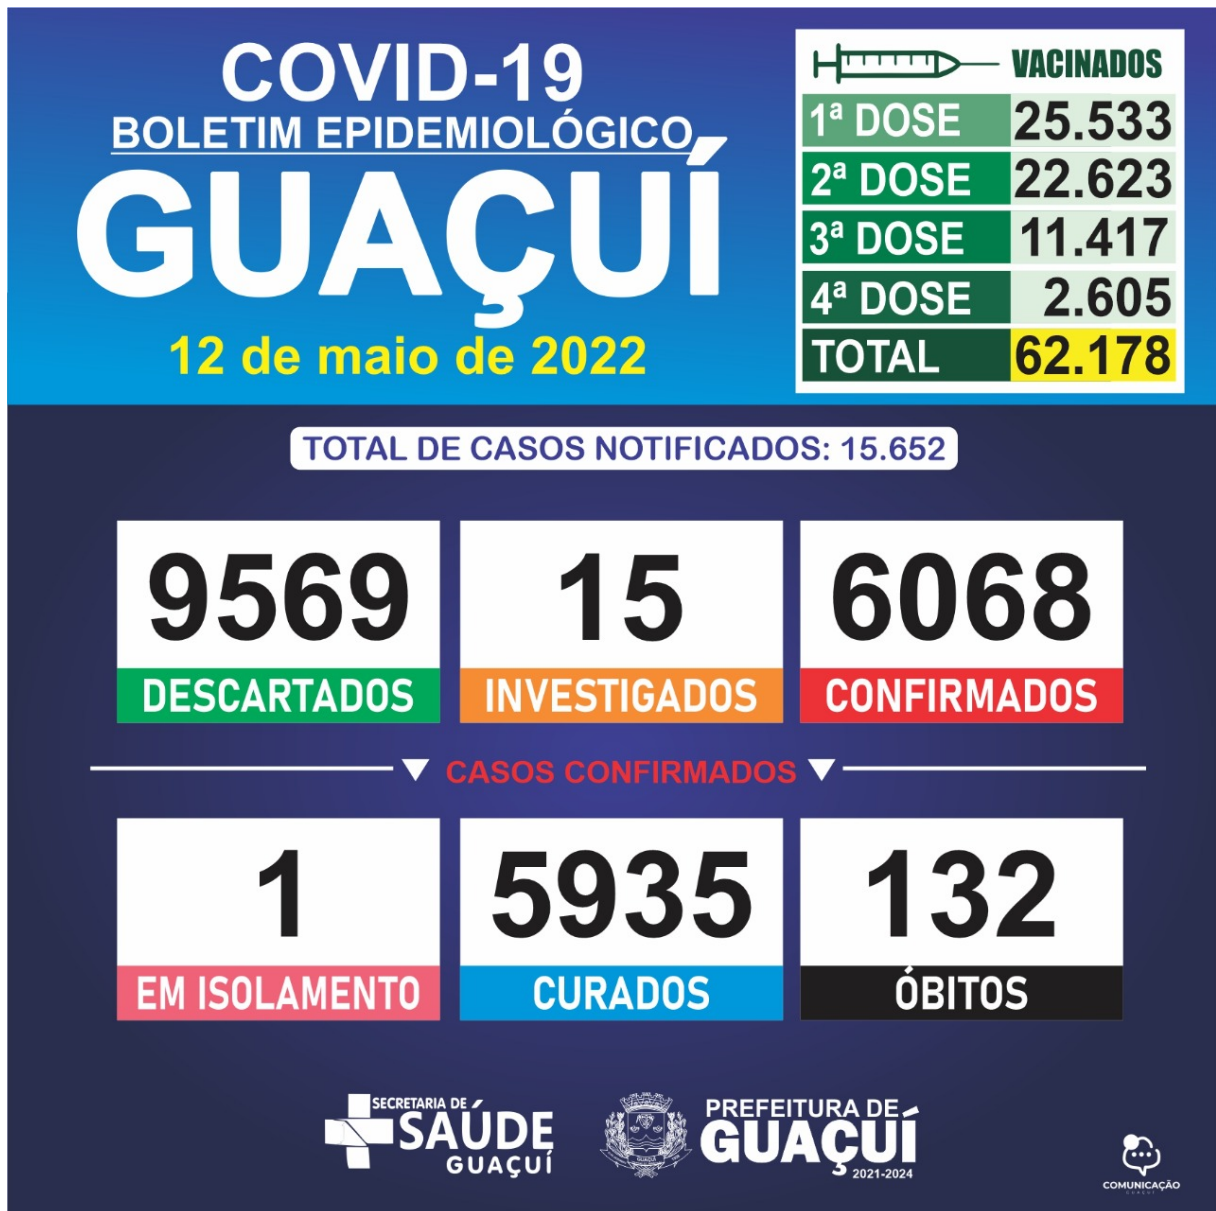 COVID-19
BOLETIM EPIDEMIOLÓGICO
GUAÇUÍ
12 de maio de 2022
VACINADOS
1ª DOSE 25.533
2ª DOSE 22.623
3ª DOSE 11.417
4ª DOSE 2.605
TOTAL 62.178
TOTAL DE CASOS NOTIFICADOS: 15.652
9569 15 6068
DESCARTADOS INVESTIGADOS CONFIRMADOS
CASOS CONFIRMADOS
1 5935 132
EM ISOLAMENTO CURADOS ÓBITOS
SECRETARIA DE
SAÚDE
GUAÇUÍ
GUAÇUÍ
PREFEITURA DE
GUAÇUÍ
2021-2024
COMUNICAÇÃO
GUAÇUÍ